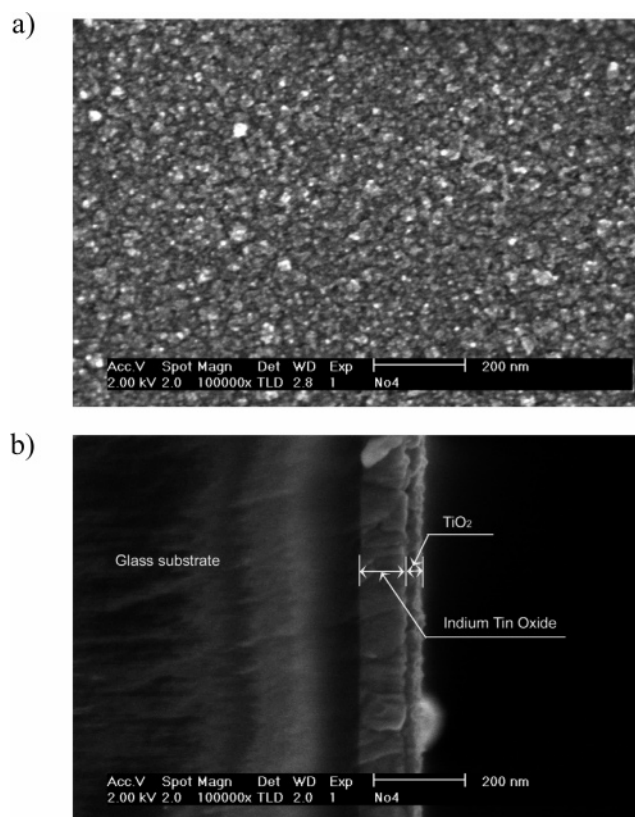 a)
Acc.V Spot Magn Det WD Exp 200 nm
2.00 kV 2.0 100000x TLD 2.8 1 No4
b)
TiO₂
Glass substrate
Indium Tin Oxide
Acc.V Spot Magn Det WD Exp 200 nm
2.00 kV 2.0 100000x TLD 2.0 1 No4